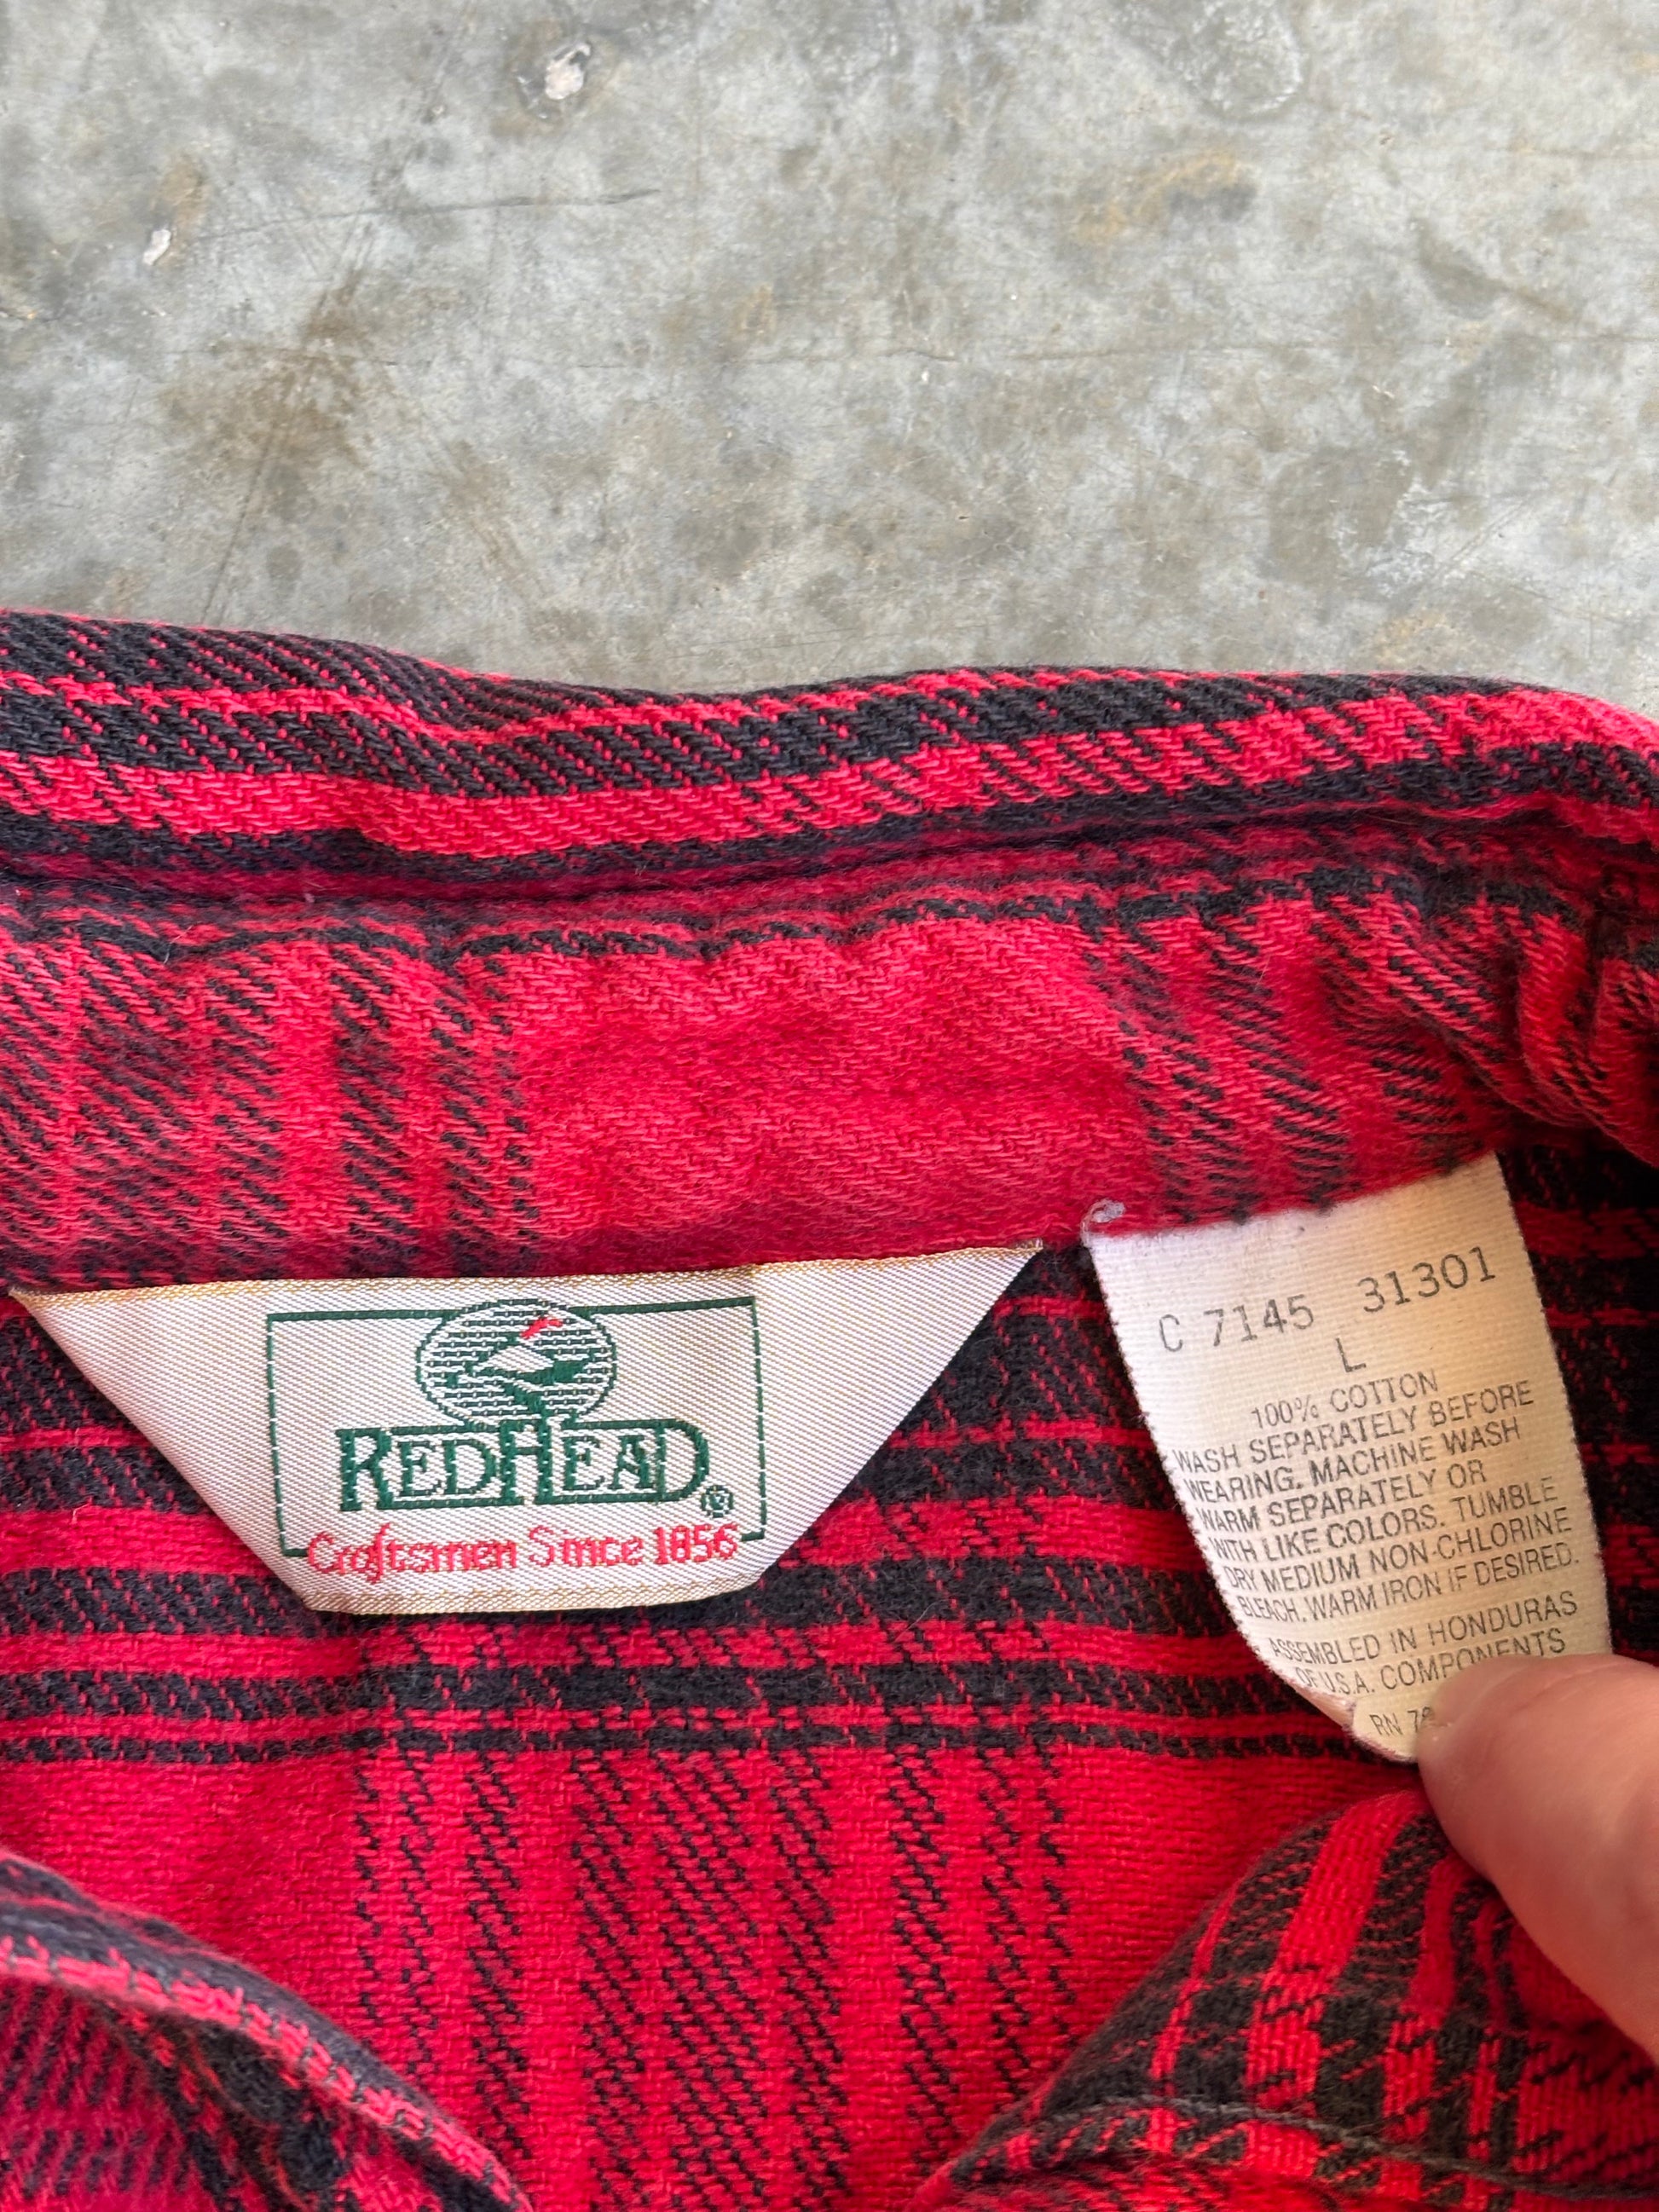 REDHEAD®
Craftsmen Since 1856
C 7145 31301
L
100% COTTON
WASH SEPARATELY BEFORE
WEARING. MACHINE WASH
WARM SEPARATELY OR
WITH LIKE COLORS. TUMBLE
DRY MEDIUM NON-CHLORINE
BLEACH. WARM IRON IF DESIRED.
ASSEMBLED IN HONDURAS
OF U.S.A. COMPONENTS
RN